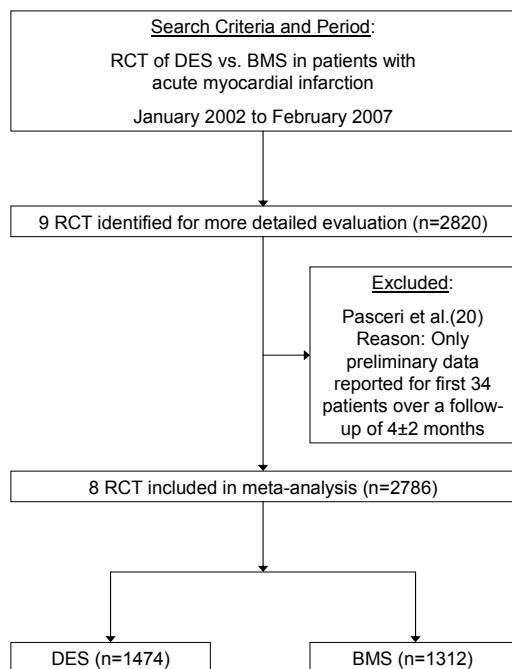 Search Criteria and Period:
RCT of DES vs. BMS in patients with
acute myocardial infarction
January 2002 to February 2007
9 RCT identified for more detailed evaluation (n=2820)
Excluded:
Pasceri et al.(20)
Reason: Only
preliminary data
reported for first 34
patients over a follow-
up of 4±2 months
8 RCT included in meta-analysis (n=2786)
DES (n=1474)
BMS (n=1312)